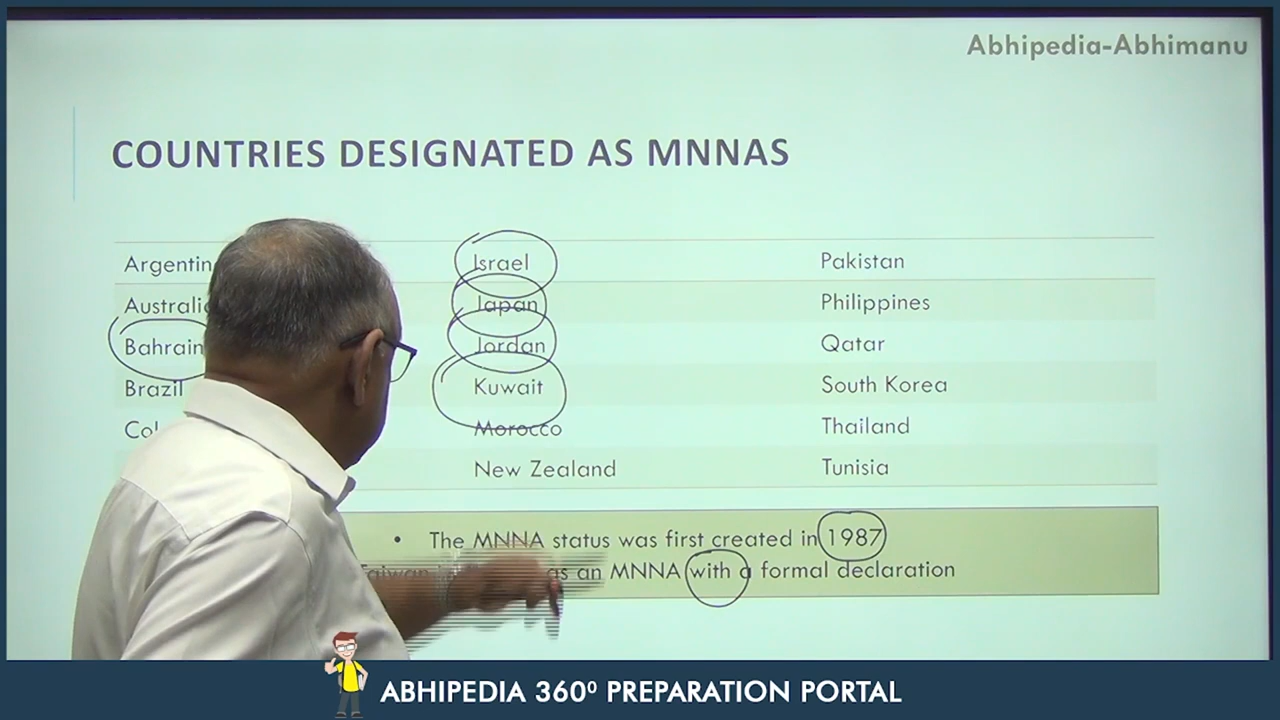 Abhipedia-Abhimanu
COUNTRIES DESIGNATED AS MNNAS
Israel
Pakistan
Japan
Philippines
Bahrain
Jordan
Qatar
Brazil
Kuwait
South Korea
Morocco
Thailand
New Zealand
Tunisia
• The MNNA status was first created in 1987
as an MNNA with a formal declaration
ABHIPEDIA 360⁰ PREPARATION PORTAL